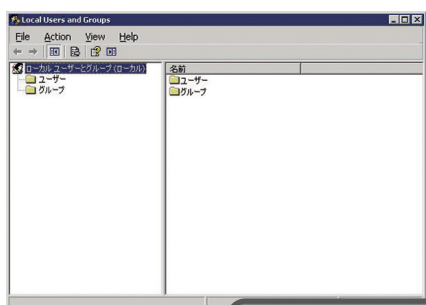 Local Users and Groups
File Action View Help
ローカル ユーザーとグループ (ローカル)
ユーザー
グループ
名前
ユーザー
グループ